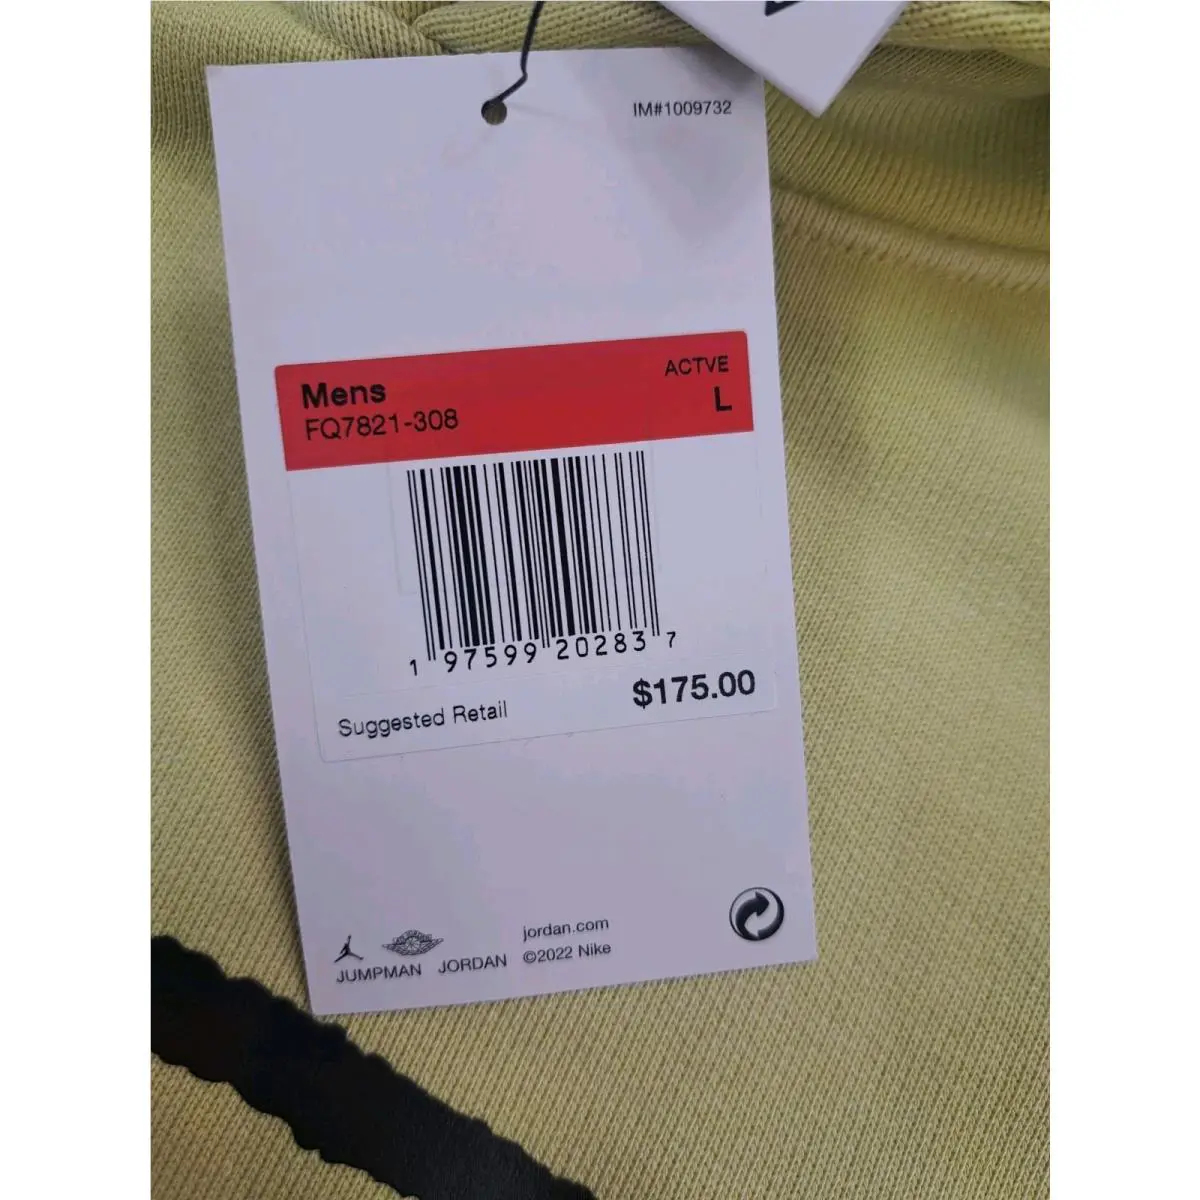 IM#1009732
Mens
ACTVE
FQ7821-308
L
1 97599 20283 7
Suggested Retail
$175.00
jordan.com
JUMPMAN JORDAN ©2022 Nike